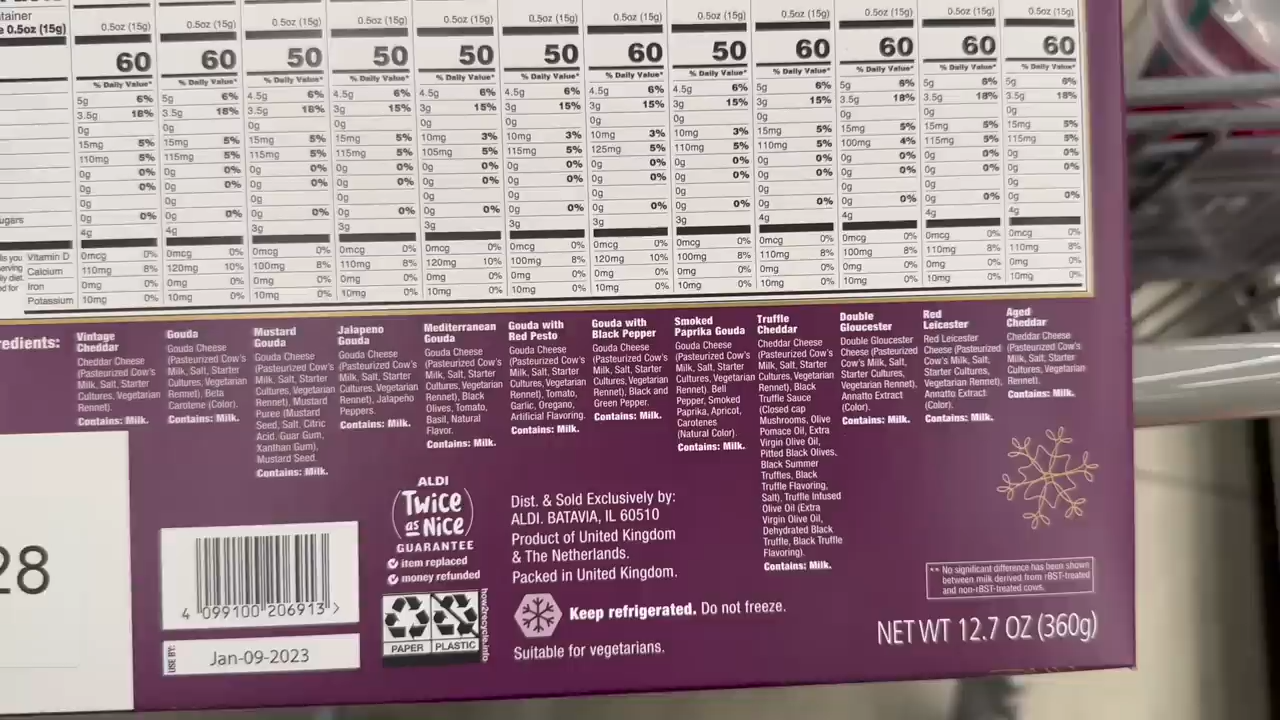 ntainer
e 0.5oz (15g)
0.5oz (15g) 0.5oz (15g) 0.5oz (15g) 0.5oz (15g) 0.5oz (15g) 0.5oz (15g) 0.5oz (15g) 0.5oz (15g) 0.5oz (15g) 0.5oz (15g) 0.5oz (15g) 0.5oz (15g)
60 60 50 50 50 50 60 50 60 60 60 60
% Daily Value* % Daily Value* % Daily Value* % Daily Value* % Daily Value* % Daily Value* % Daily Value* % Daily Value* % Daily Value* % Daily Value* % Daily Value* % Daily Value*
5g 6% 5g 6% 4.5g 6% 4.5g 6% 4.5g 6% 4.5g 6% 4.5g 6% 4.5g 6% 5g 6% 5g 6% 5g 6% 5g 6%
3.5g 18% 3.5g 18% 3.5g 18% 3g 15% 3g 15% 3g 15% 3g 15% 3g 15% 3g 15% 3.5g 18% 3.5g 18% 3.5g 18%
0g 0g 0g 0g 0g 0g 0g 0g 0g 0g 0g 0g
15mg 5% 15mg 5% 15mg 5% 15mg 5% 10mg 3% 10mg 3% 10mg 3% 10mg 3% 15mg 5% 15mg 5% 15mg 5% 15mg 5%
110mg 5% 115mg 5% 115mg 5% 115mg 5% 105mg 5% 115mg 5% 125mg 5% 110mg 5% 110mg 5% 100mg 4% 115mg 5% 115mg 5%
0g 0% 0g 0% 0g 0% 0g 0% 0g 0% 0g 0% 0g 0% 0g 0% 0g 0% 0g 0% 0g 0% 0g 0%
0g 0% 0g 0% 0g 0% 0g 0% 0g 0% 0g 0% 0g 0% 0g 0% 0g 0% 0g 0% 0g 0% 0g 0%
0g 0g 0g 0g 0g 0g 0g 0g 0g 0g 0g 0g
ugars 0g 0% 0g 0% 0g 0% 0g 0% 0g 0% 0g 0% 0g 0% 0g 0% 0g 0% 0g 0% 0g 0% 0g 0%
4g 4g 3g 3g 3g 3g 3g 3g 4g 4g 4g 4g
Vitamin D 0mcg 0% 0mcg 0% 0mcg 0% 0mcg 0% 0mcg 0% 0mcg 0% 0mcg 0% 0mcg 0% 0mcg 0% 0mcg 0% 0mcg 0% 0mcg 0%
Calcium 110mg 8% 120mg 10% 100mg 8% 110mg 8% 120mg 10% 100mg 8% 120mg 10% 100mg 8% 110mg 8% 100mg 8% 110mg 8% 110mg 8%
Iron 0mg 0% 0mg 0% 0mg 0% 0mg 0% 0mg 0% 0mg 0% 0mg 0% 0mg 0% 0mg 0% 0mg 0% 0mg 0% 0mg 0%
Potassium 10mg 0% 10mg 0% 10mg 0% 10mg 0% 10mg 0% 10mg 0% 10mg 0% 10mg 0% 10mg 0% 10mg 0% 10mg 0% 10mg 0%
redients:
Vintage
Cheddar
Cheddar Cheese
(Pasteurized Cow's
Milk, Salt, Starter
Cultures, Vegetarian
Rennet).
Contains: Milk.
Gouda
Gouda Cheese
(Pasteurized Cow's
Milk, Salt, Starter
Cultures, Vegetarian
Rennet), Beta
Carotene (Color).
Contains: Milk.
Mustard
Gouda
Gouda Cheese
(Pasteurized Cow's
Milk, Salt, Starter
Cultures, Vegetarian
Rennet), Mustard
Puree (Mustard
Seed, Salt, Citric
Acid, Guar Gum,
Xanthan Gum),
Mustard Seed.
Contains: Milk.
Jalapeno
Gouda
Gouda Cheese
(Pasteurized Cow's
Milk, Salt, Starter
Cultures, Vegetarian
Rennet), Jalapeno
Peppers.
Contains: Milk.
Mediterranean
Gouda
Gouda Cheese
(Pasteurized Cow's
Milk, Salt, Starter
Cultures, Vegetarian
Rennet), Black
Olives, Tomato,
Basil, Natural
Flavor.
Contains: Milk.
Gouda with
Red Pesto
Gouda Cheese
(Pasteurized Cow's
Milk, Salt, Starter
Cultures, Vegetarian
Rennet), Tomato,
Garlic, Oregano,
Artificial Flavoring.
Contains: Milk.
Gouda with
Black Pepper
Gouda Cheese
(Pasteurized Cow's
Milk, Salt, Starter
Cultures, Vegetarian
Rennet), Black and
Green Pepper.
Contains: Milk.
Smoked
Paprika Gouda
Gouda Cheese
(Pasteurized Cow's
Milk, Salt, Starter
Cultures, Vegetarian
Rennet), Bell
Pepper, Smoked
Paprika, Apricot,
Carotenes
(Natural Color).
Contains: Milk.
Truffle
Cheddar
Cheddar Cheese
(Pasteurized Cow's
Milk, Salt, Starter
Cultures, Vegetarian
Rennet), Black
Truffle Sauce
(Closed cap
Mushrooms, Olive
Pomace Oil, Extra
Virgin Olive Oil,
Pitted Black Olives,
Black Summer
Truffles, Black
Truffle Flavoring,
Salt), Truffle Infused
Olive Oil (Extra
Virgin Olive Oil,
Dehydrated Black
Truffle, Black Truffle
Flavoring).
Contains: Milk.
Double
Gloucester
Double Gloucester
Cheese (Pasteurized
Cow's Milk, Salt,
Starter Cultures,
Vegetarian Rennet),
Annatto Extract
(Color).
Contains: Milk.
Red
Leicester
Red Leicester
Cheese (Pasteurized
Cow's Milk, Salt,
Starter Cultures,
Vegetarian Rennet),
Annatto Extract
(Color).
Contains: Milk.
Aged
Cheddar
Cheddar Cheese
(Pasteurized Cow's
Milk, Salt, Starter
Cultures, Vegetarian
Rennet).
Contains: Milk.
28
4 099100 206913 >
USE BY:
Jan-09-2023
ALDI
Twice
as Nice
GUARANTEE
item replaced
money refunded
PAPER PLASTIC
how2recycle.info
Dist. & Sold Exclusively by:
ALDI. BATAVIA, IL 60510
Product of United Kingdom
& The Netherlands.
Packed in United Kingdom.
Keep refrigerated. Do not freeze.
Suitable for vegetarians.
** No significant difference has been shown
between milk derived from rBST-treated
and non-rBST-treated cows.
NET WT 12.7 OZ (360g)